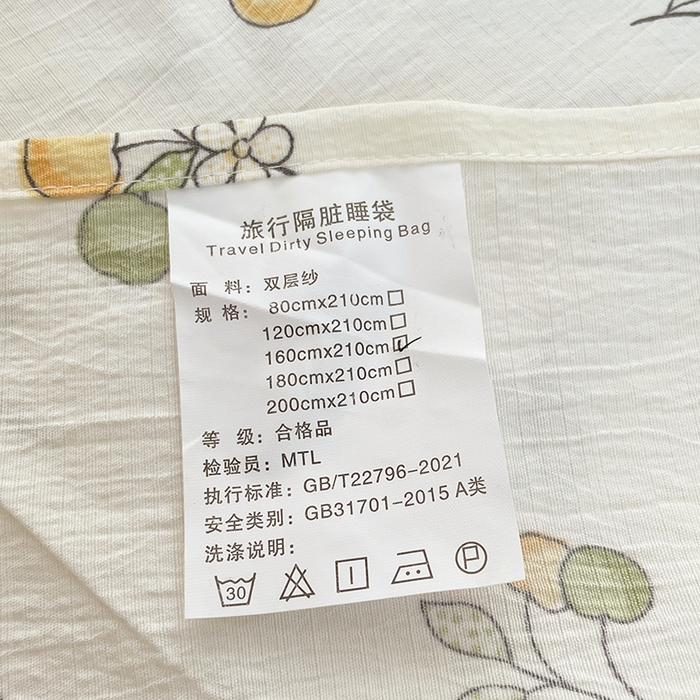 旅行隔脏睡袋
Travel Dirty Sleeping Bag
面 料：双层纱
规 格：80cmx210cm□
120cmx210cm□
160cmx210cm☑
180cmx210cm□
200cmx210cm□
等 级：合格品
检验员：MTL
执行标准：GB/T22796-2021
安全类别：GB31701-2015 A类
洗涤说明：
30 P